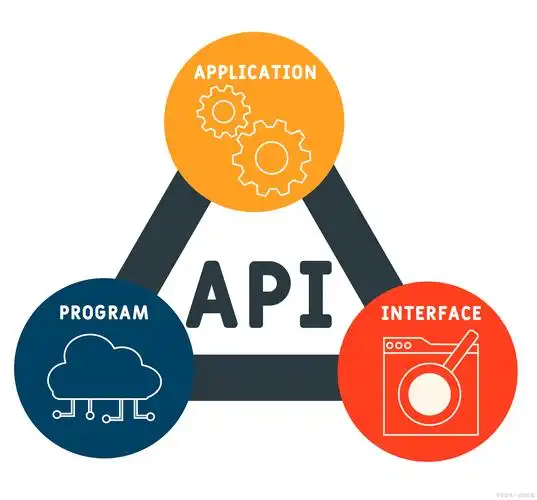 APPLICATION
API
PROGRAM
INTERFACE